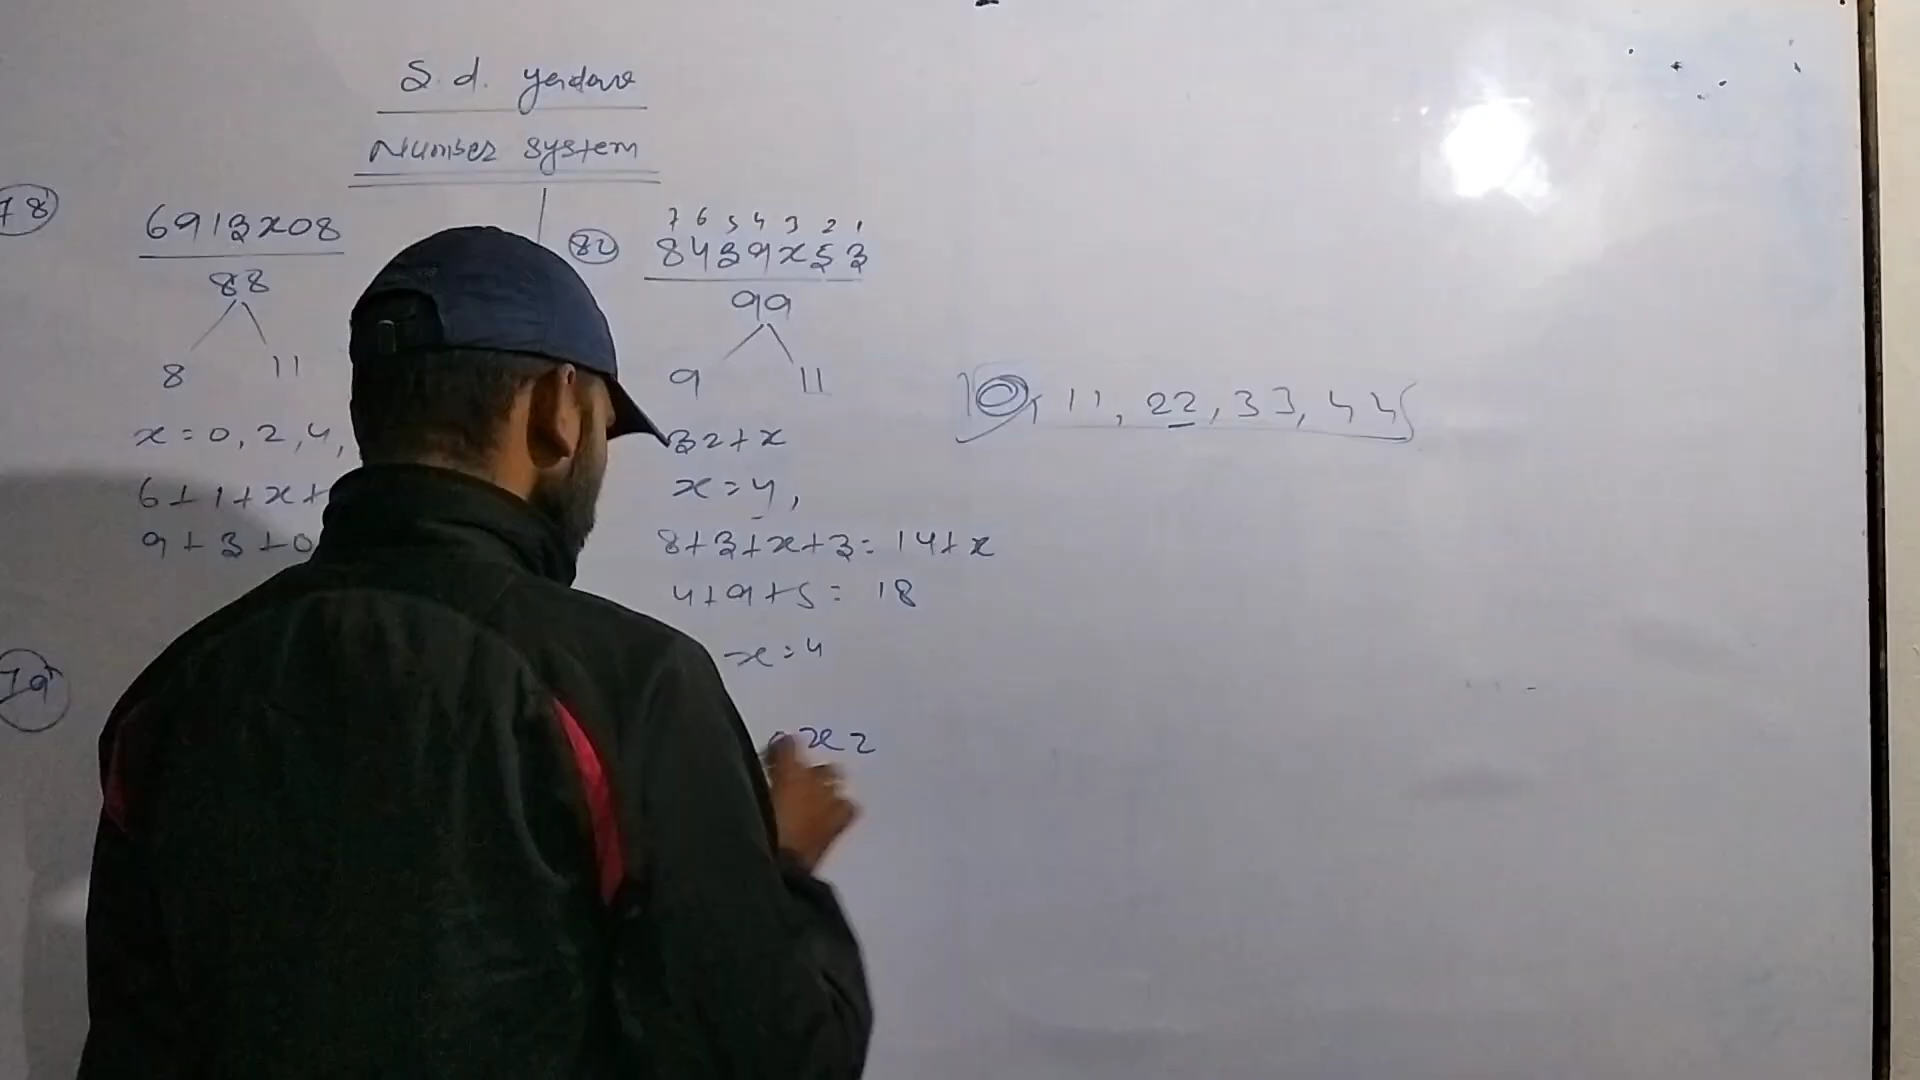 S. d. yadav
Number system
78
6913x08
88
8 11
x = 0, 2, 4,
6 + 1 + x +
9 + 3 + 0
79
82
7 6 5 4 3 2 1
8439x53
99
9 11
32 + x
x = 4,
8 + 3 + x + 3 = 14 + x
4 + 9 + 5 = 18
x = 4
x2
0, 11, 22, 33, 44